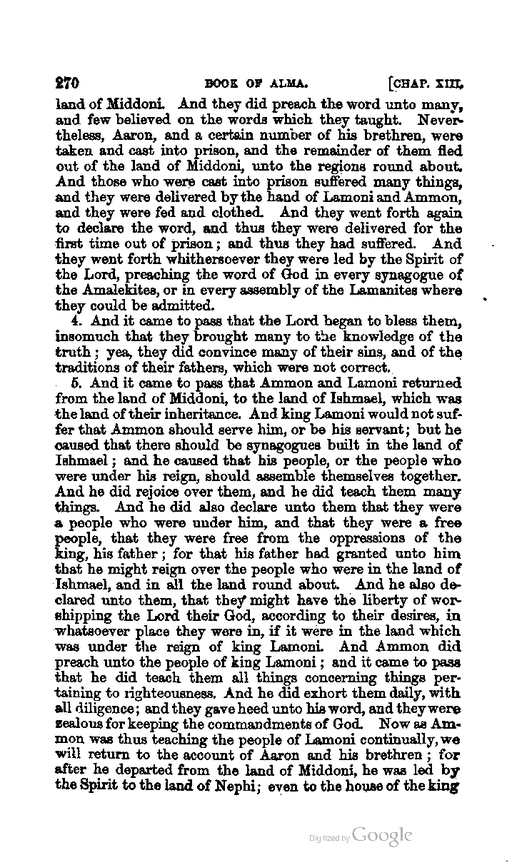 270 BOOK OF ALMA. [CHAP. XIII.
land of Middoni. And they did preach the word unto many,
and few believed on the words which they taught. Never-
theless, Aaron, and a certain number of his brethren, were
taken and cast into prison, and the remainder of them fled
out of the land of Middoni, unto the regions round about.
And those who were cast into prison suffered many things,
and they were delivered by the hand of Lamoni and Ammon,
and they were fed and clothed. And they went forth again
to declare the word, and thus they were delivered for the
first time out of prison; and thus they had suffered. And
they went forth whithersoever they were led by the Spirit of
the Lord, preaching the word of God in every synagogue of
the Amalekites, or in every assembly of the Lamanites where
they could be admitted.
4. And it came to pass that the Lord began to bless them,
insomuch that they brought many to the knowledge of the
truth; yea, they did convince many of their sins, and of the
traditions of their fathers, which were not correct.
5. And it came to pass that Ammon and Lamoni returned
from the land of Middoni, to the land of Ishmael, which was
the land of their inheritance. And king Lamoni would not suf-
fer that Ammon should serve him, or be his servant; but he
caused that there should be synagogues built in the land of
Ishmael; and he caused that his people, or the people who
were under his reign, should assemble themselves together.
And he did rejoice over them, and he did teach them many
things. And he did also declare unto them that they were
a people who were under him, and that they were a free
people, that they were free from the oppressions of the
king, his father; for that his father had granted unto him
that he might reign over the people who were in the land of
Ishmael, and in all the land round about. And he also de-
clared unto them, that they might have the liberty of wor-
shipping the Lord their God, according to their desires, in
whatsoever place they were in, if it were in the land which
was under the reign of king Lamoni. And Ammon did
preach unto the people of king Lamoni; and it came to pass
that he did teach them all things concerning things per-
taining to righteousness. And he did exhort them daily, with
all diligence; and they gave heed unto his word, and they were
zealous for keeping the commandments of God. Now as Am-
mon was thus teaching the people of Lamoni continually, we
will return to the account of Aaron and his brethren; for
after he departed from the land of Middoni, he was led by
the Spirit to the land of Nephi; even to the house of the king
Digitized by Google